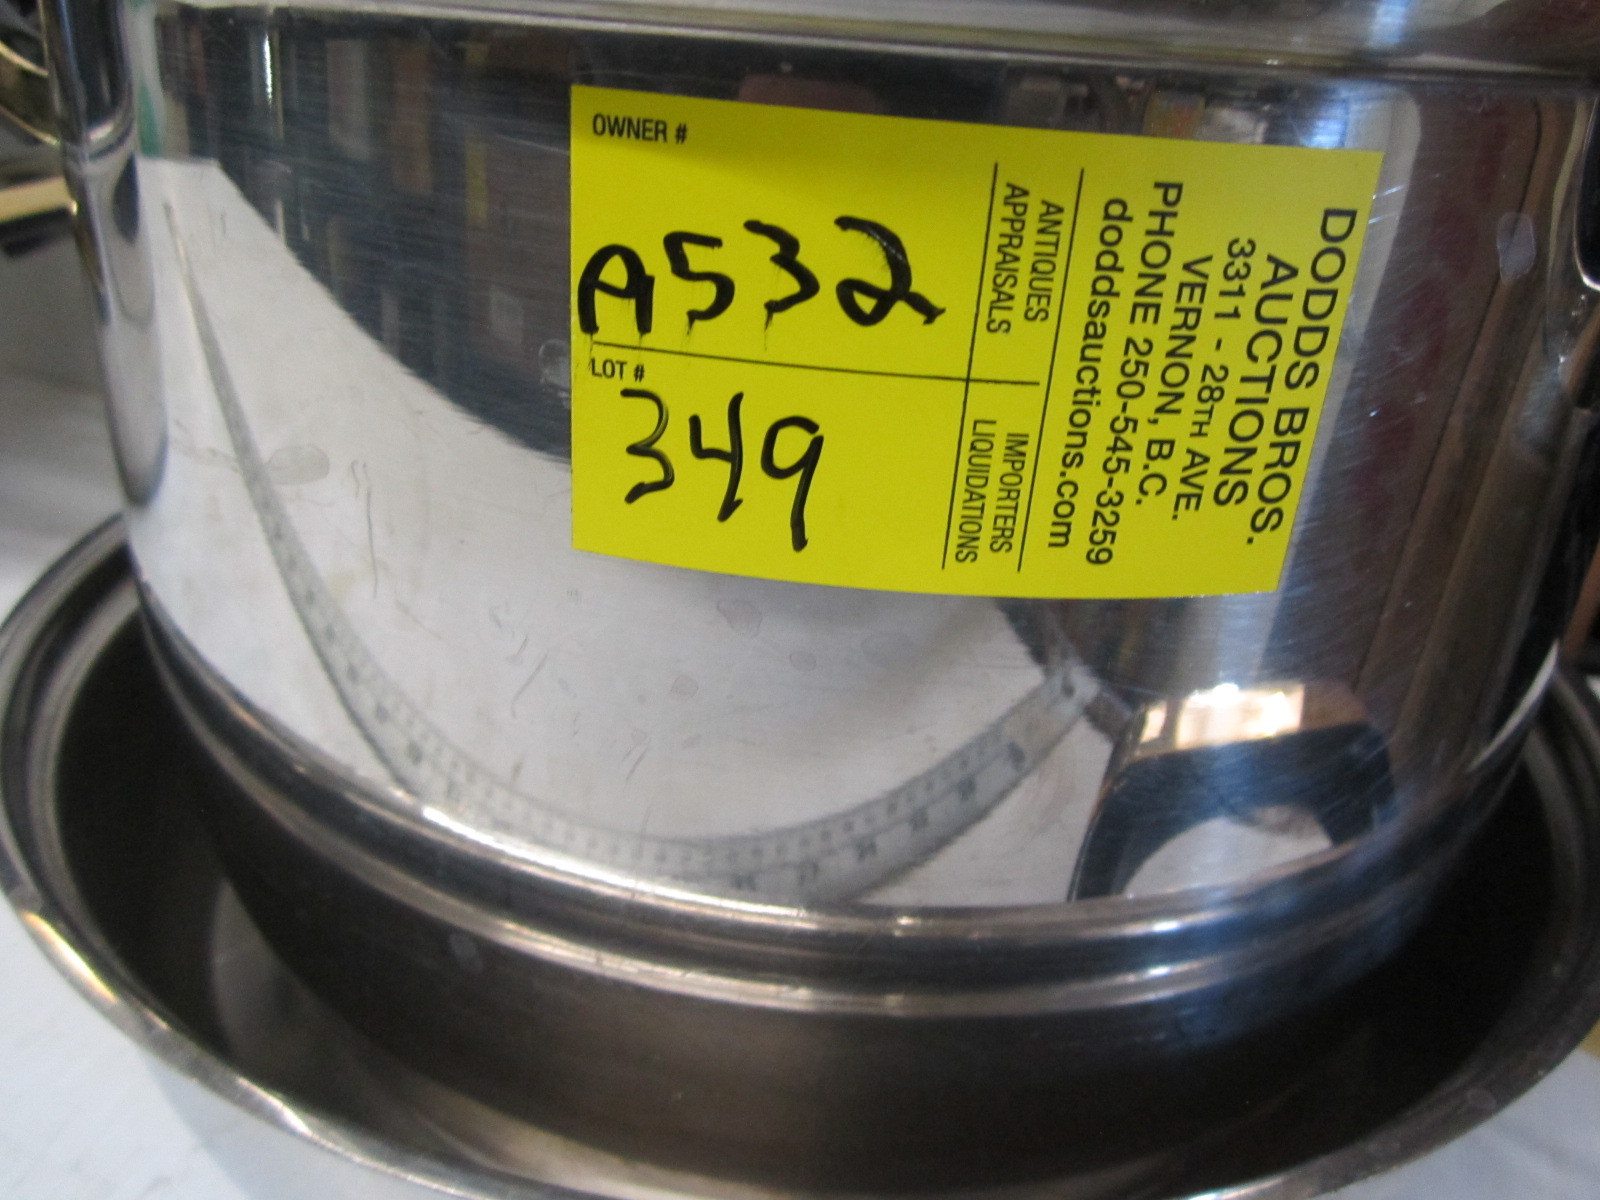 DODDS BROS.
AUCTIONS
3311 - 28TH AVE.
VERNON, B.C.
PHONE 250-545-3259
doddsauctions.com
ANTIQUES
APPRAISALS
IMPORTERS
LIQUIDATIONS
OWNER #
A532
LOT #
349